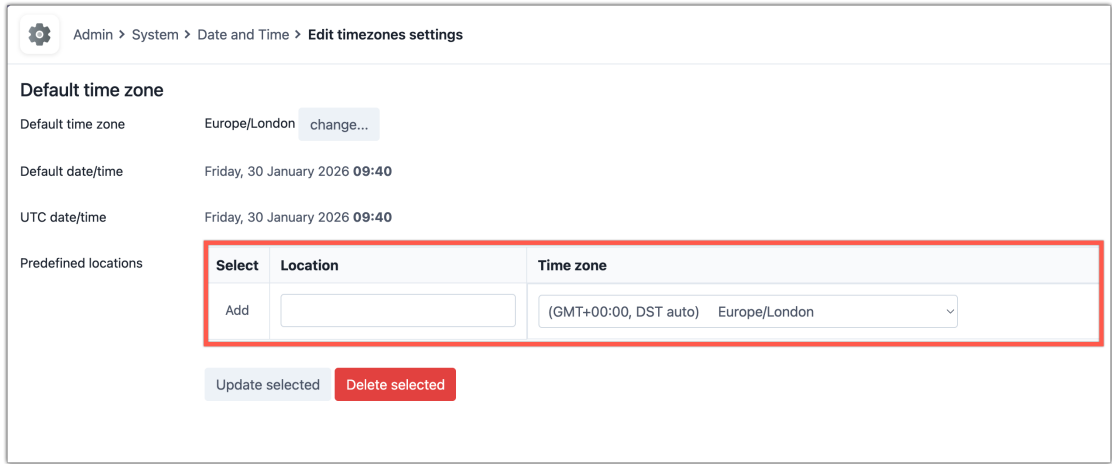 Admin > System > Date and Time > Edit timezones settings
Default time zone
Default time zone Europe/London change...
Default date/time Friday, 30 January 2026 09:40
UTC date/time Friday, 30 January 2026 09:40
Predefined locations Select Location Time zone
Add (GMT+00:00, DST auto) Europe/London
Update selected Delete selected